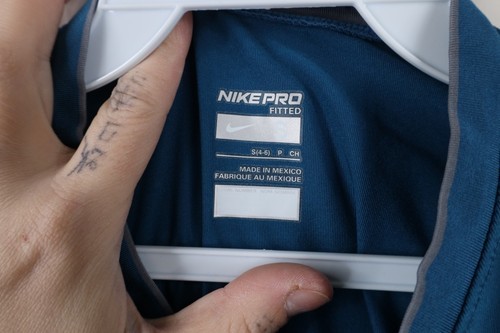 NIKEPRO
FITTED
S(4-6) P CH
MADE IN MEXICO
FABRIQUE AU MEXIQUE